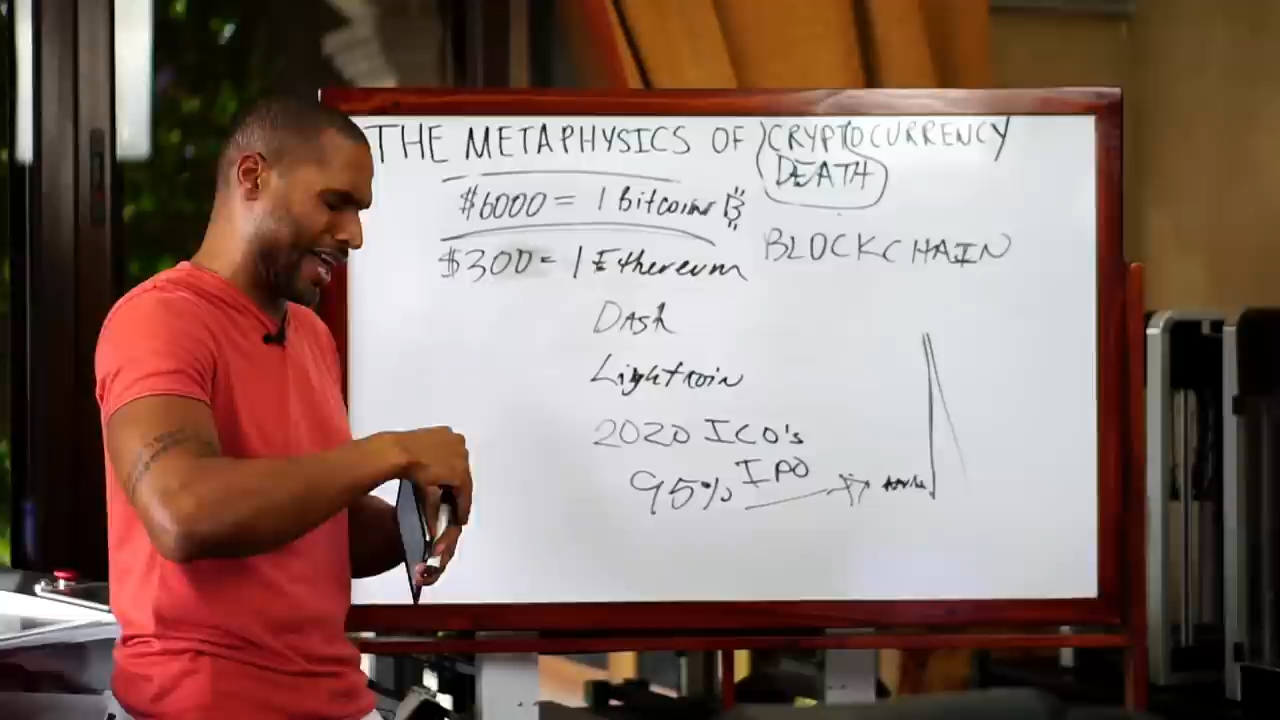 THE METAPHYSICS OF CRYPTOCURRENCY
DEATH
$6000 = 1 Bitcoin ₿
$300 = 1 Ethereum
BLOCKCHAIN
Dash
Lightcoin
2020 ICO's
95% IPO